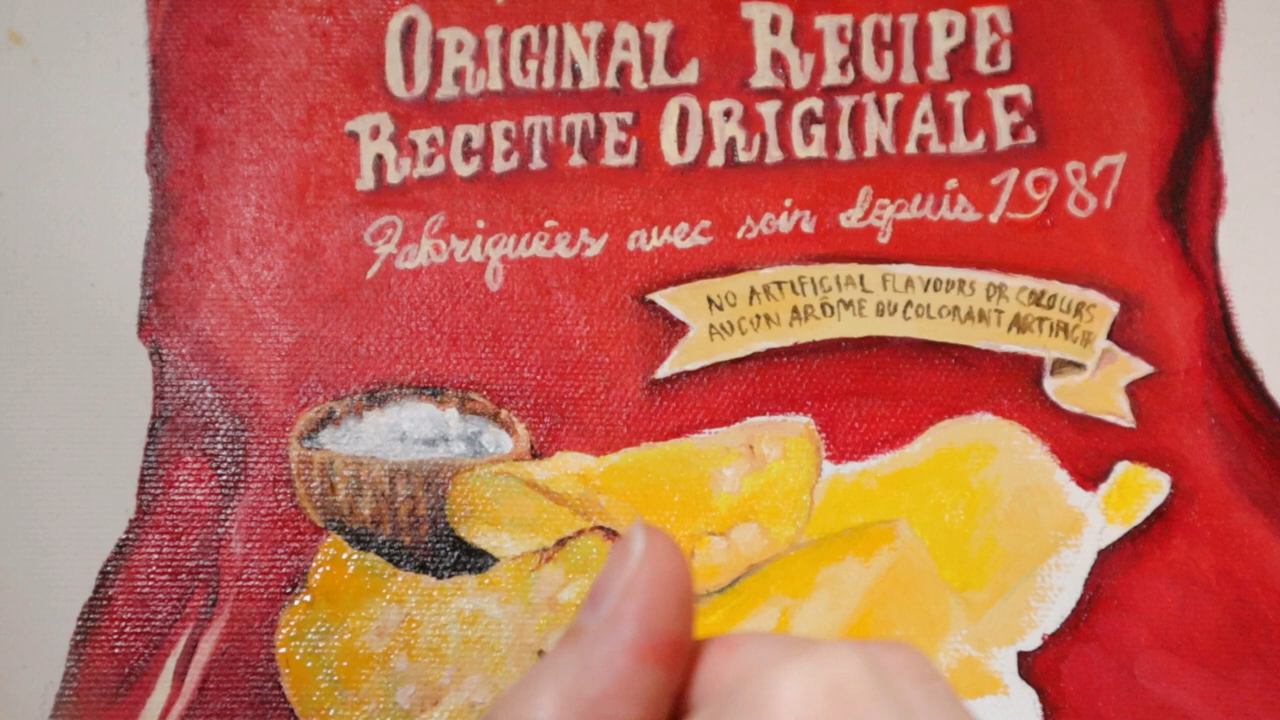 ORIGINAL RECIPE
RECETTE ORIGINALE
Fabriquées avec soin depuis 1987
NO ARTIFICIAL FLAVOURS OR COLOURS
AUCUN ARÔME OU COLORANT ARTIFICIEL